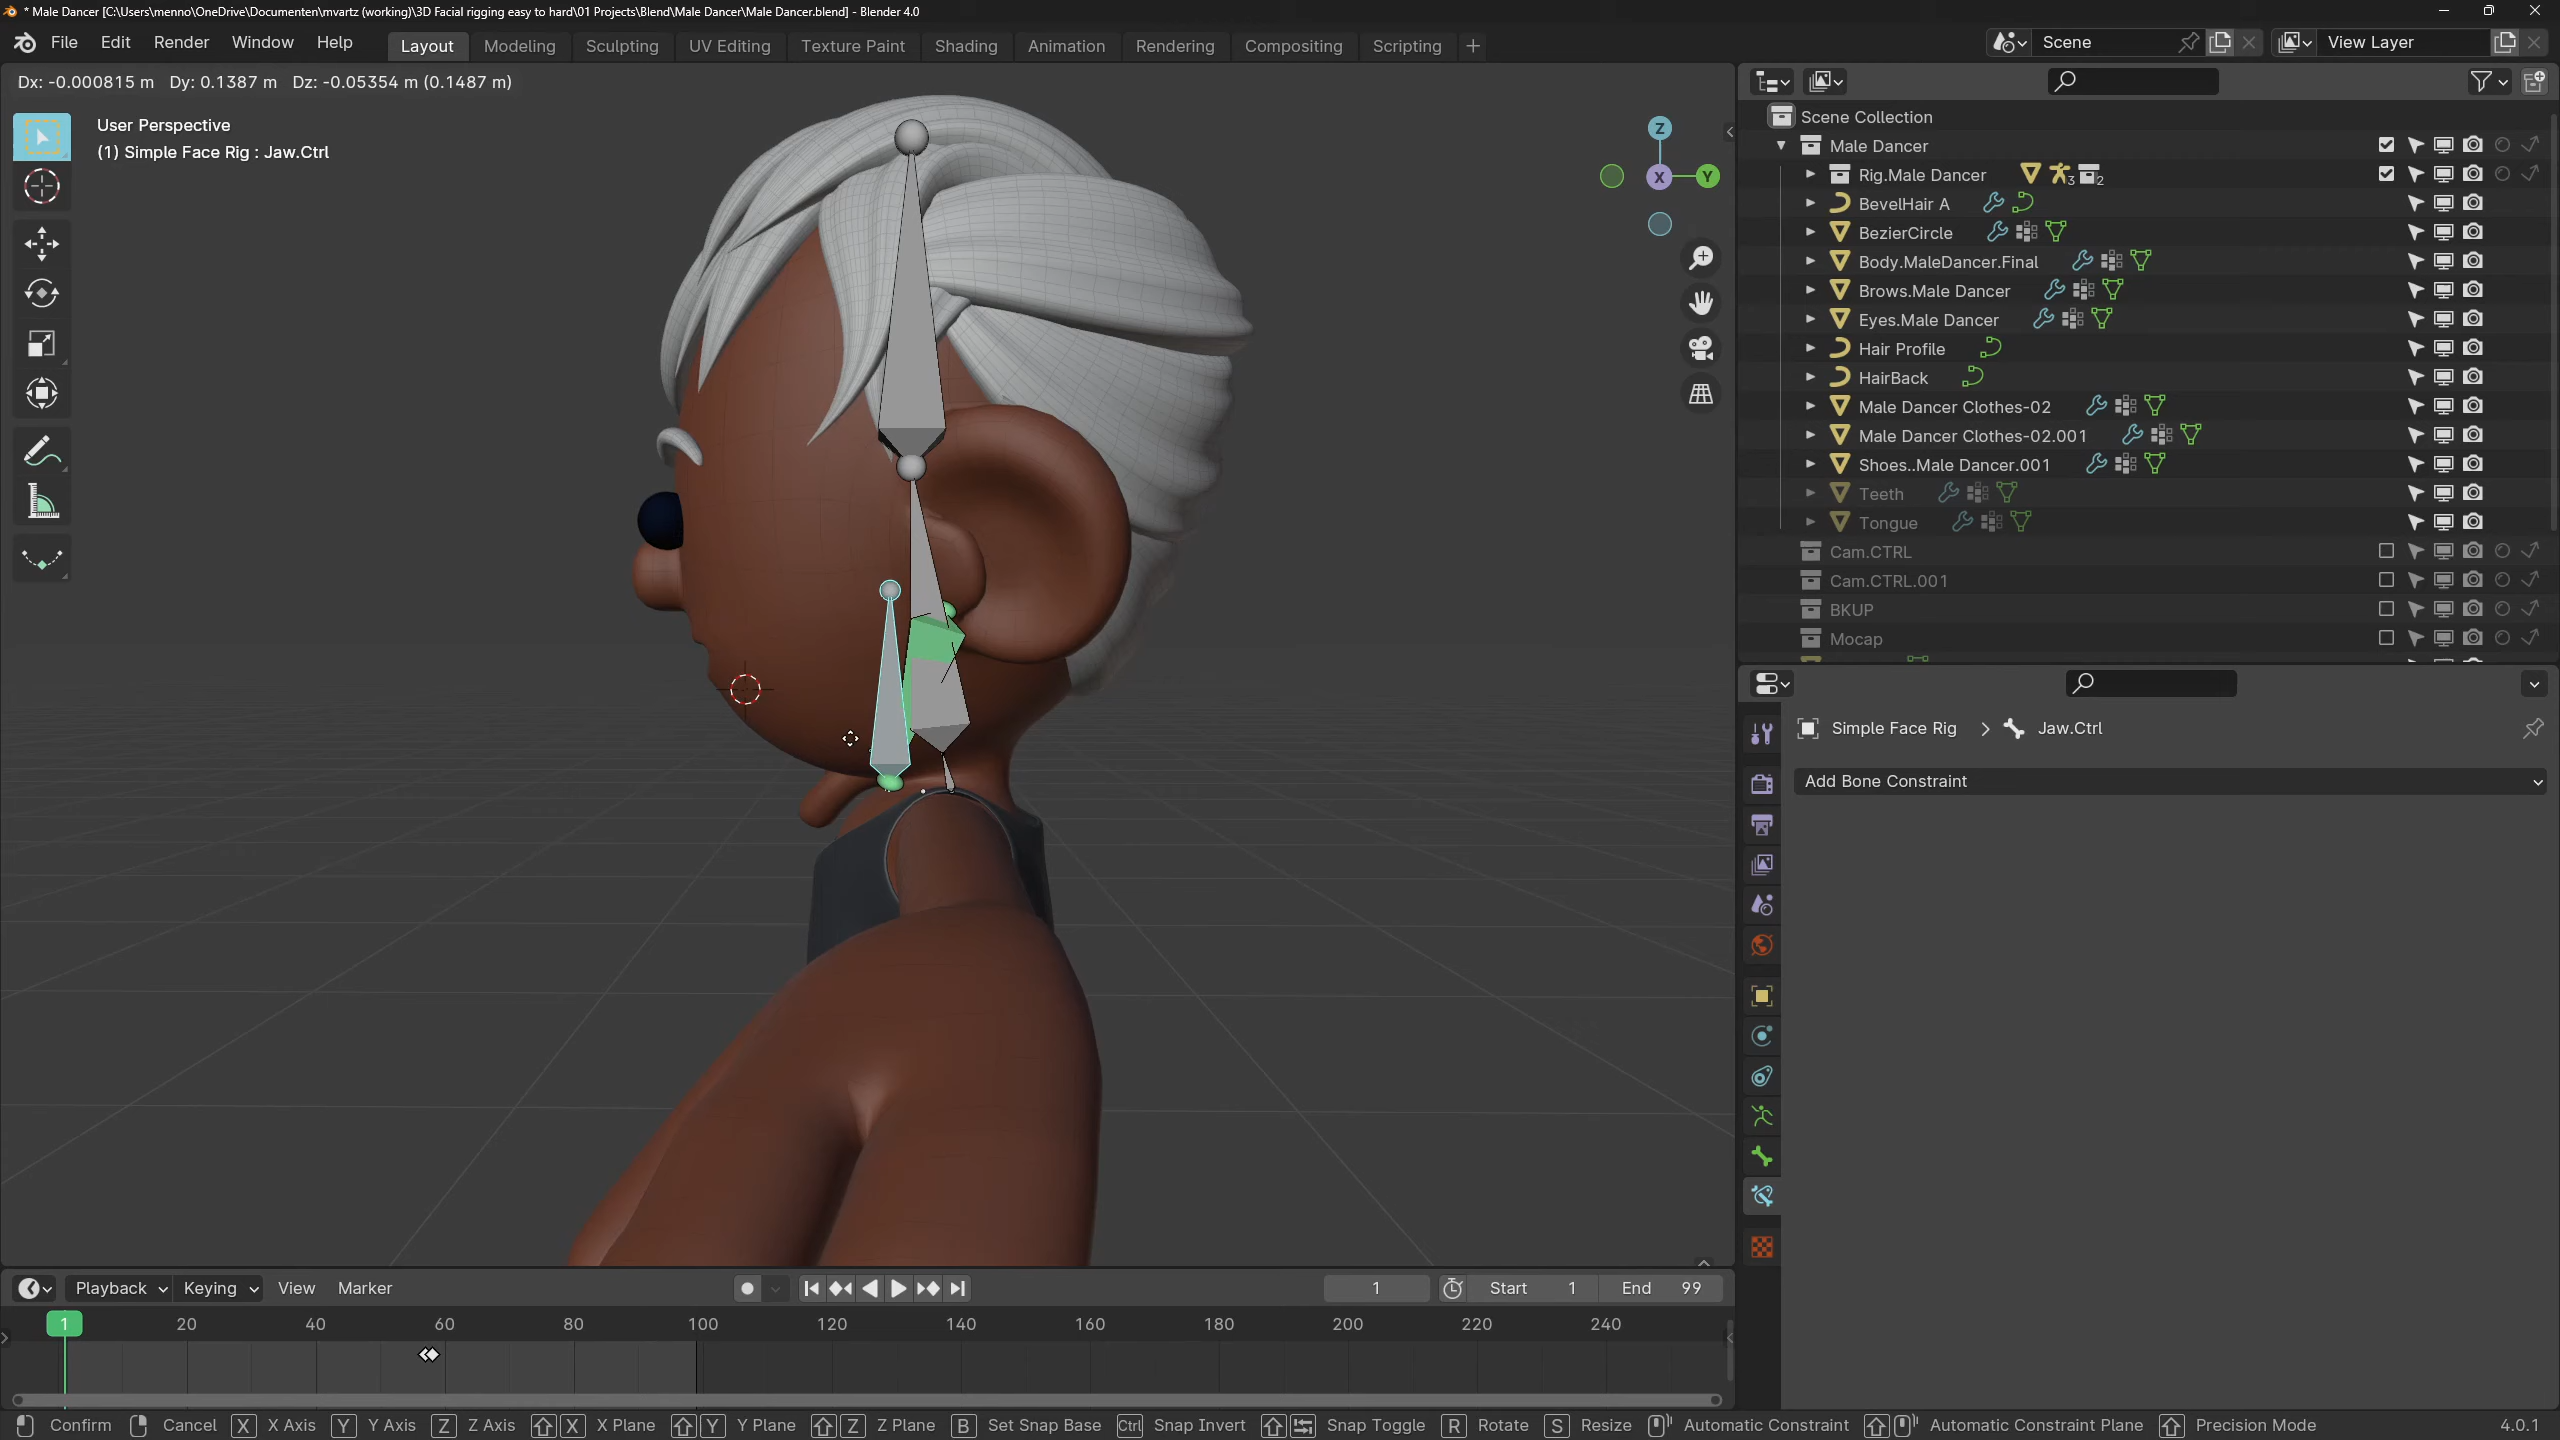 * Male Dancer [C:\Users\menno\OneDrive\Documenten\mvartz (working)\3D Facial rigging easy to hard\01 Projects\Blend\Male Dancer\Male Dancer.blend] - Blender 4.0
File Edit Render Window Help Layout Modeling Sculpting UV Editing Texture Paint Shading Animation Rendering Compositing Scripting + Scene View Layer
Dx: -0.000815 m Dy: 0.1387 m Dz: -0.05354 m (0.1487 m)
User Perspective
(1) Simple Face Rig : Jaw.Ctrl
Z
X
Y
Scene Collection
Male Dancer
Rig.Male Dancer 3 2
BevelHair A
BezierCircle
Body.MaleDancer.Final
Brows.Male Dancer
Eyes.Male Dancer
Hair Profile
HairBack
Male Dancer Clothes-02
Male Dancer Clothes-02.001
Shoes..Male Dancer.001
Teeth
Tongue
Cam.CTRL
Cam.CTRL.001
BKUP
Mocap
Simple Face Rig > Jaw.Ctrl
Add Bone Constraint
Playback Keying View Marker 1 Start 1 End 99
1 20 40 60 80 100 120 140 160 180 200 220 240
Confirm Cancel X X Axis Y Y Axis Z Z Axis X X Plane Y Y Plane Z Z Plane B Set Snap Base Ctrl Snap Invert Snap Toggle R Rotate S Resize Automatic Constraint Automatic Constraint Plane Precision Mode 4.0.1